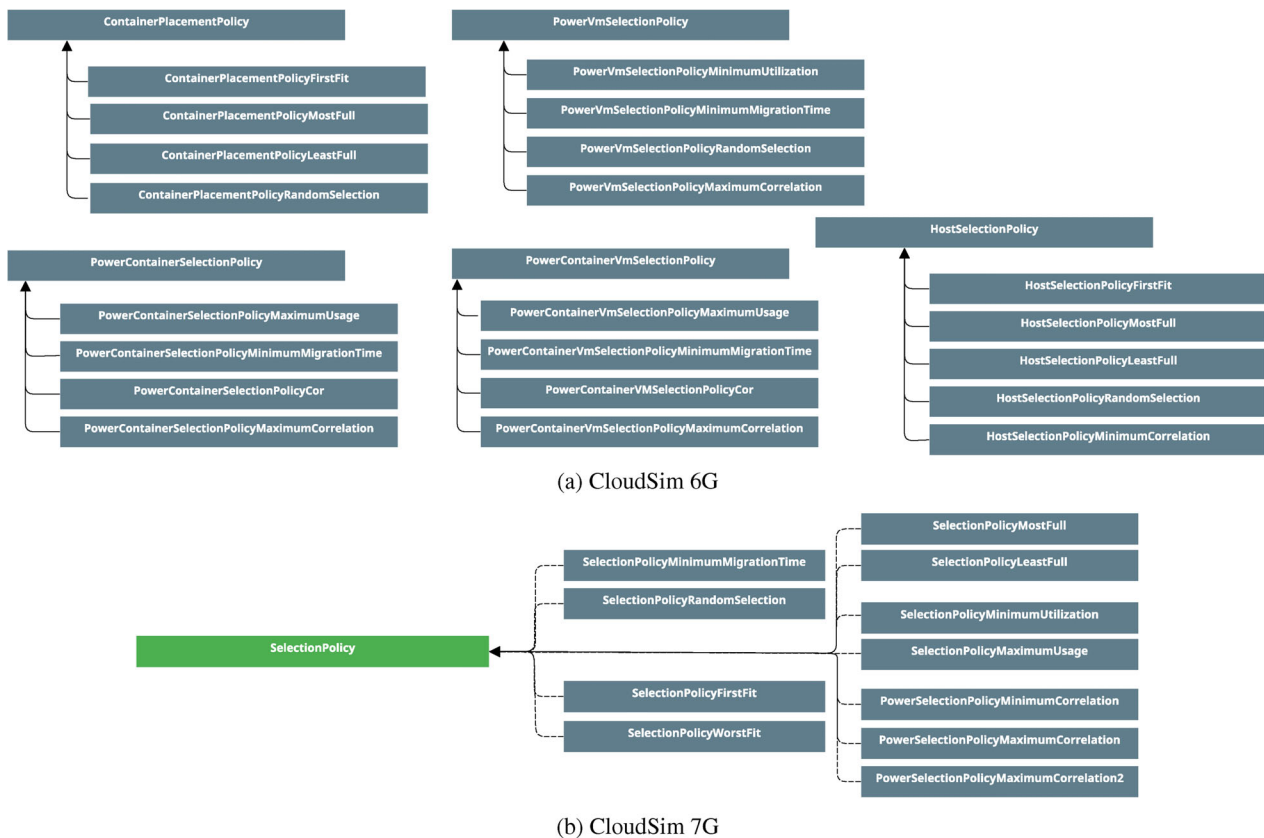 ContainerPlacementPolicy
ContainerPlacementPolicyFirstFit
ContainerPlacementPolicyMostFull
ContainerPlacementPolicyLeastFull
ContainerPlacementPolicyRandomSelection
PowerVmSelectionPolicy
PowerVmSelectionPolicyMinimumUtilization
PowerVmSelectionPolicyMinimumMigrationTime
PowerVmSelectionPolicyRandomSelection
PowerVmSelectionPolicyMaximumCorrelation
PowerContainerSelectionPolicy
PowerContainerSelectionPolicyMaximumUsage
PowerContainerSelectionPolicyMinimumMigrationTime
PowerContainerSelectionPolicyCor
PowerContainerSelectionPolicyMaximumCorrelation
PowerContainerVmSelectionPolicy
PowerContainerVmSelectionPolicyMaximumUsage
PowerContainerVmSelectionPolicyMinimumMigrationTime
PowerContainerVMSelectionPolicyCor
PowerContainerVmSelectionPolicyMaximumCorrelation
HostSelectionPolicy
HostSelectionPolicyFirstFit
HostSelectionPolicyMostFull
HostSelectionPolicyLeastFull
HostSelectionPolicyRandomSelection
HostSelectionPolicyMinimumCorrelation
(a) CloudSim 6G
SelectionPolicy
SelectionPolicyMinimumMigrationTime
SelectionPolicyRandomSelection
SelectionPolicyFirstFit
SelectionPolicyWorstFit
SelectionPolicyMostFull
SelectionPolicyLeastFull
SelectionPolicyMinimumUtilization
SelectionPolicyMaximumUsage
PowerSelectionPolicyMinimumCorrelation
PowerSelectionPolicyMaximumCorrelation
PowerSelectionPolicyMaximumCorrelation2
(b) CloudSim 7G